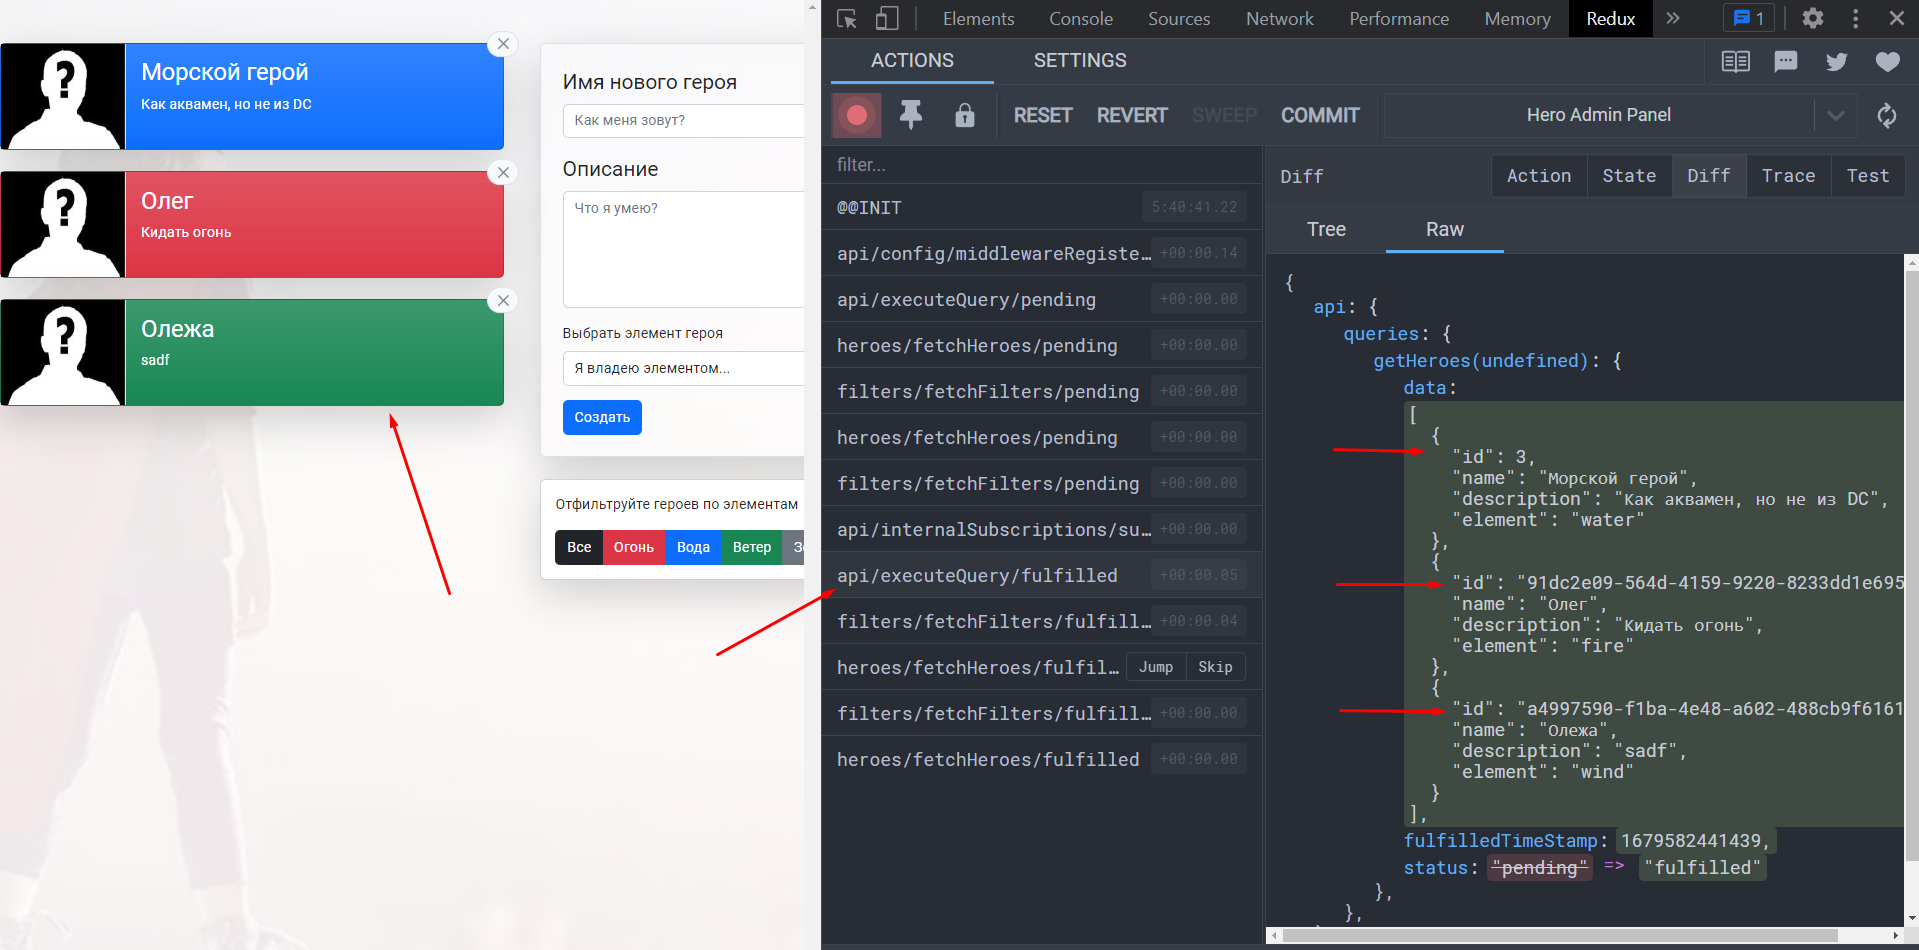 Морской герой
Как аквамен, но не из DC
Олег
Кидать огонь
Олежа
sadf
Имя нового героя
Как меня зовут?
Описание
Что я умею?
Выбрать элемент героя
Я владею элементом...
Создать
Отфильтруйте героев по элементам
Все Огонь Вода Ветер
Elements Console Sources Network Performance Memory Redux 1
ACTIONS SETTINGS
RESET REVERT SWEEP COMMIT Hero Admin Panel
filter...
@@INIT 5:40:41.22
api/config/middlewareRegiste… +00:00.14
api/executeQuery/pending +00:00.00
heroes/fetchHeroes/pending +00:00.00
filters/fetchFilters/pending +00:00.00
heroes/fetchHeroes/pending +00:00.00
filters/fetchFilters/pending +00:00.00
api/internalSubscriptions/su… +00:00.00
api/executeQuery/fulfilled +00:00.05
filters/fetchFilters/fulfill… +00:00.04
heroes/fetchHeroes/fulfil… Jump Skip
filters/fetchFilters/fulfill… +00:00.00
heroes/fetchHeroes/fulfilled +00:00.00
Diff Action State Diff Trace Test
Tree Raw
{
api: {
queries: {
getHeroes(undefined): {
data:
[
{
"id": 3,
"name": "Морской герой",
"description": "Как аквамен, но не из DC",
"element": "water"
},
{
"id": "91dc2e09-564d-4159-9220-8233dd1e695
"name": "Олег",
"description": "Кидать огонь",
"element": "fire"
},
{
"id": "a4997590-f1ba-4e48-a602-488cb9f6161
"name": "Олежа",
"description": "sadf",
"element": "wind"
}
],
fulfilledTimeStamp: 1679582441439,
status: "pending" => "fulfilled"
},
},